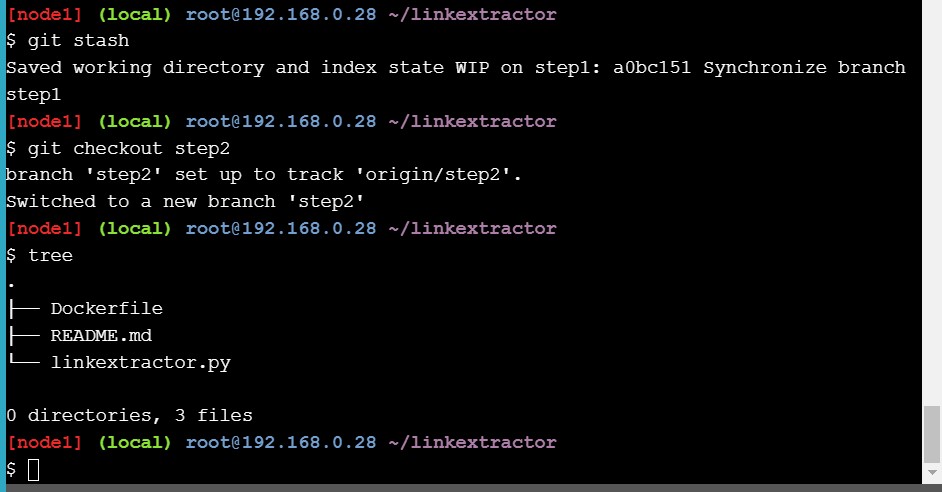 [node1] (local) root@192.168.0.28 ~/linkextractor
$ git stash
Saved working directory and index state WIP on step1: a0bc151 Synchronize branch
step1
[node1] (local) root@192.168.0.28 ~/linkextractor
$ git checkout step2
branch 'step2' set up to track 'origin/step2'.
Switched to a new branch 'step2'
[node1] (local) root@192.168.0.28 ~/linkextractor
$ tree
.
├── Dockerfile
├── README.md
└── linkextractor.py
0 directories, 3 files
[node1] (local) root@192.168.0.28 ~/linkextractor
$